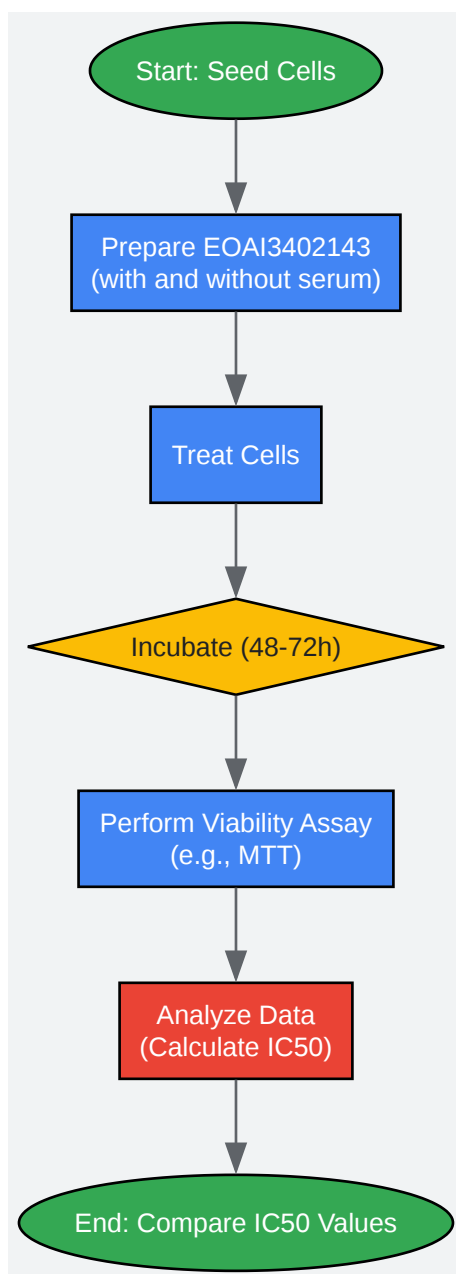 Start: Seed Cells
Prepare EOAI3402143
(with and without serum)
Treat Cells
Incubate (48-72h)
Perform Viability Assay
(e.g., MTT)
Analyze Data
(Calculate IC50)
End: Compare IC50 Values